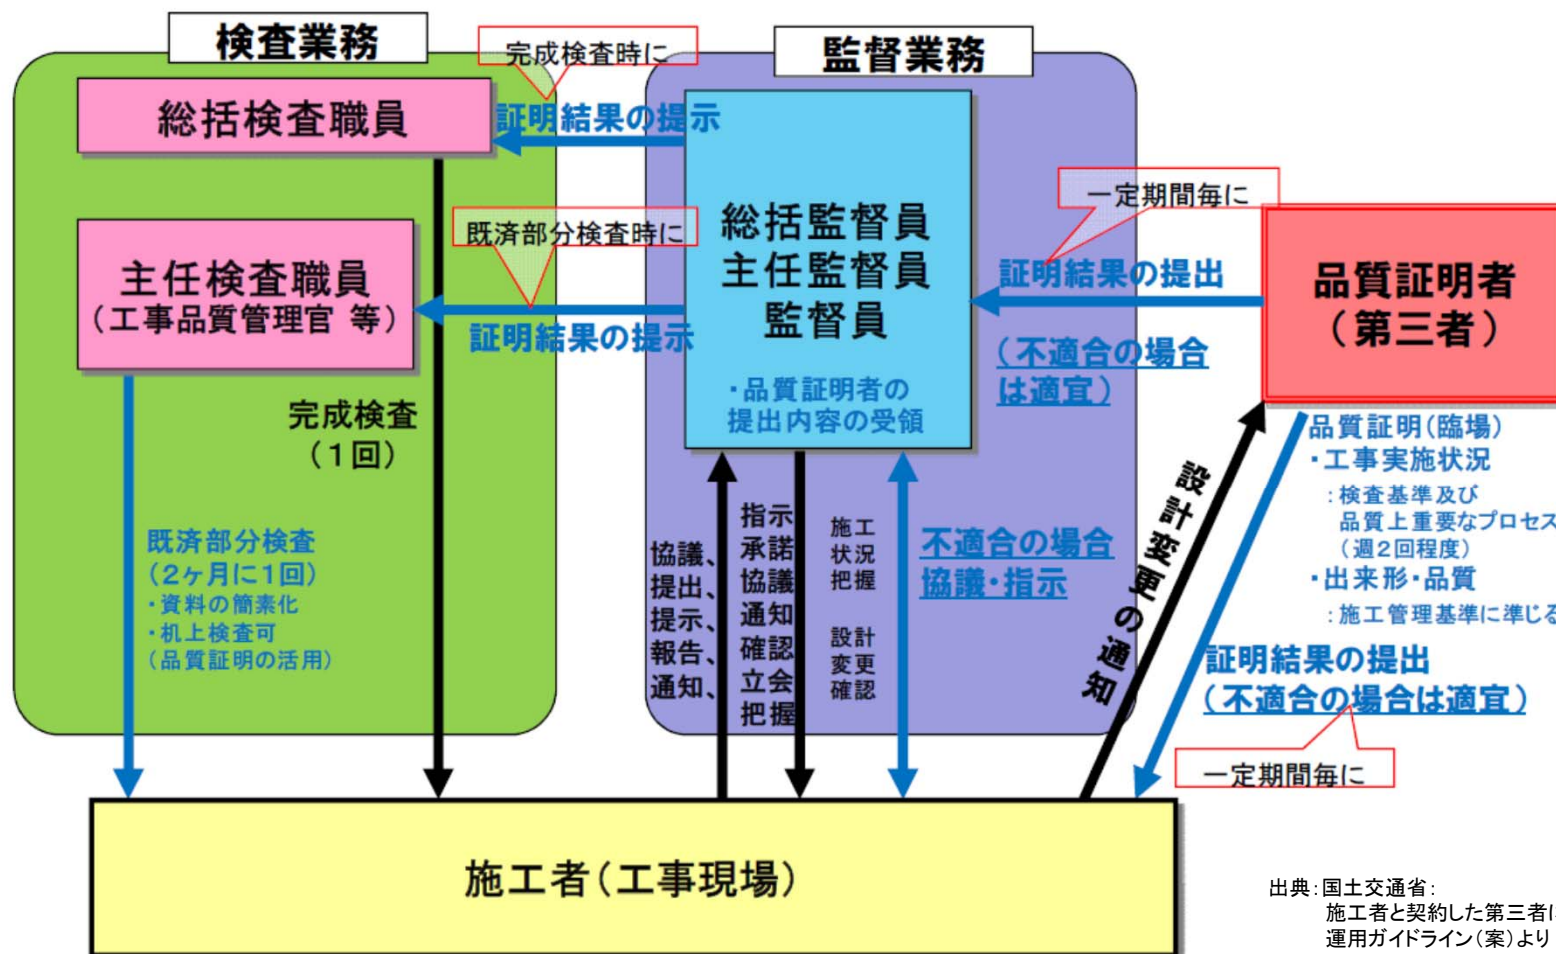 検査業務
完成検査時に
監督業務
総括検査職員
証明結果の提示
一定期間毎に
総括監督員
主任監督員
監督員
・品質証明者の
提出内容の受領
既済部分検査時に
主任検査職員
(工事品質管理官 等)
証明結果の提示
証明結果の提出
(不適合の場合
は適宜)
品質証明者
(第三者)
完成検査
(1回)
既済部分検査
(2ヶ月に1回)
・資料の簡素化
・机上検査可
(品質証明の活用)
協議、
提出、
提示、
報告、
通知、
指示
承諾
協議
通知
確認
立会
把握
施工
状況
把握
設計
変更
確認
不適合の場合
協議・指示
設計変更の通知
品質証明(臨場)
・工事実施状況
:検査基準及び
品質上重要なプロセス
(週2回程度)
・出来形・品質
:施工管理基準に準じる
証明結果の提出
(不適合の場合は適宜)
一定期間毎に
施工者(工事現場)
出典:国土交通省:
施工者と契約した第三者に
運用ガイドライン(案)より